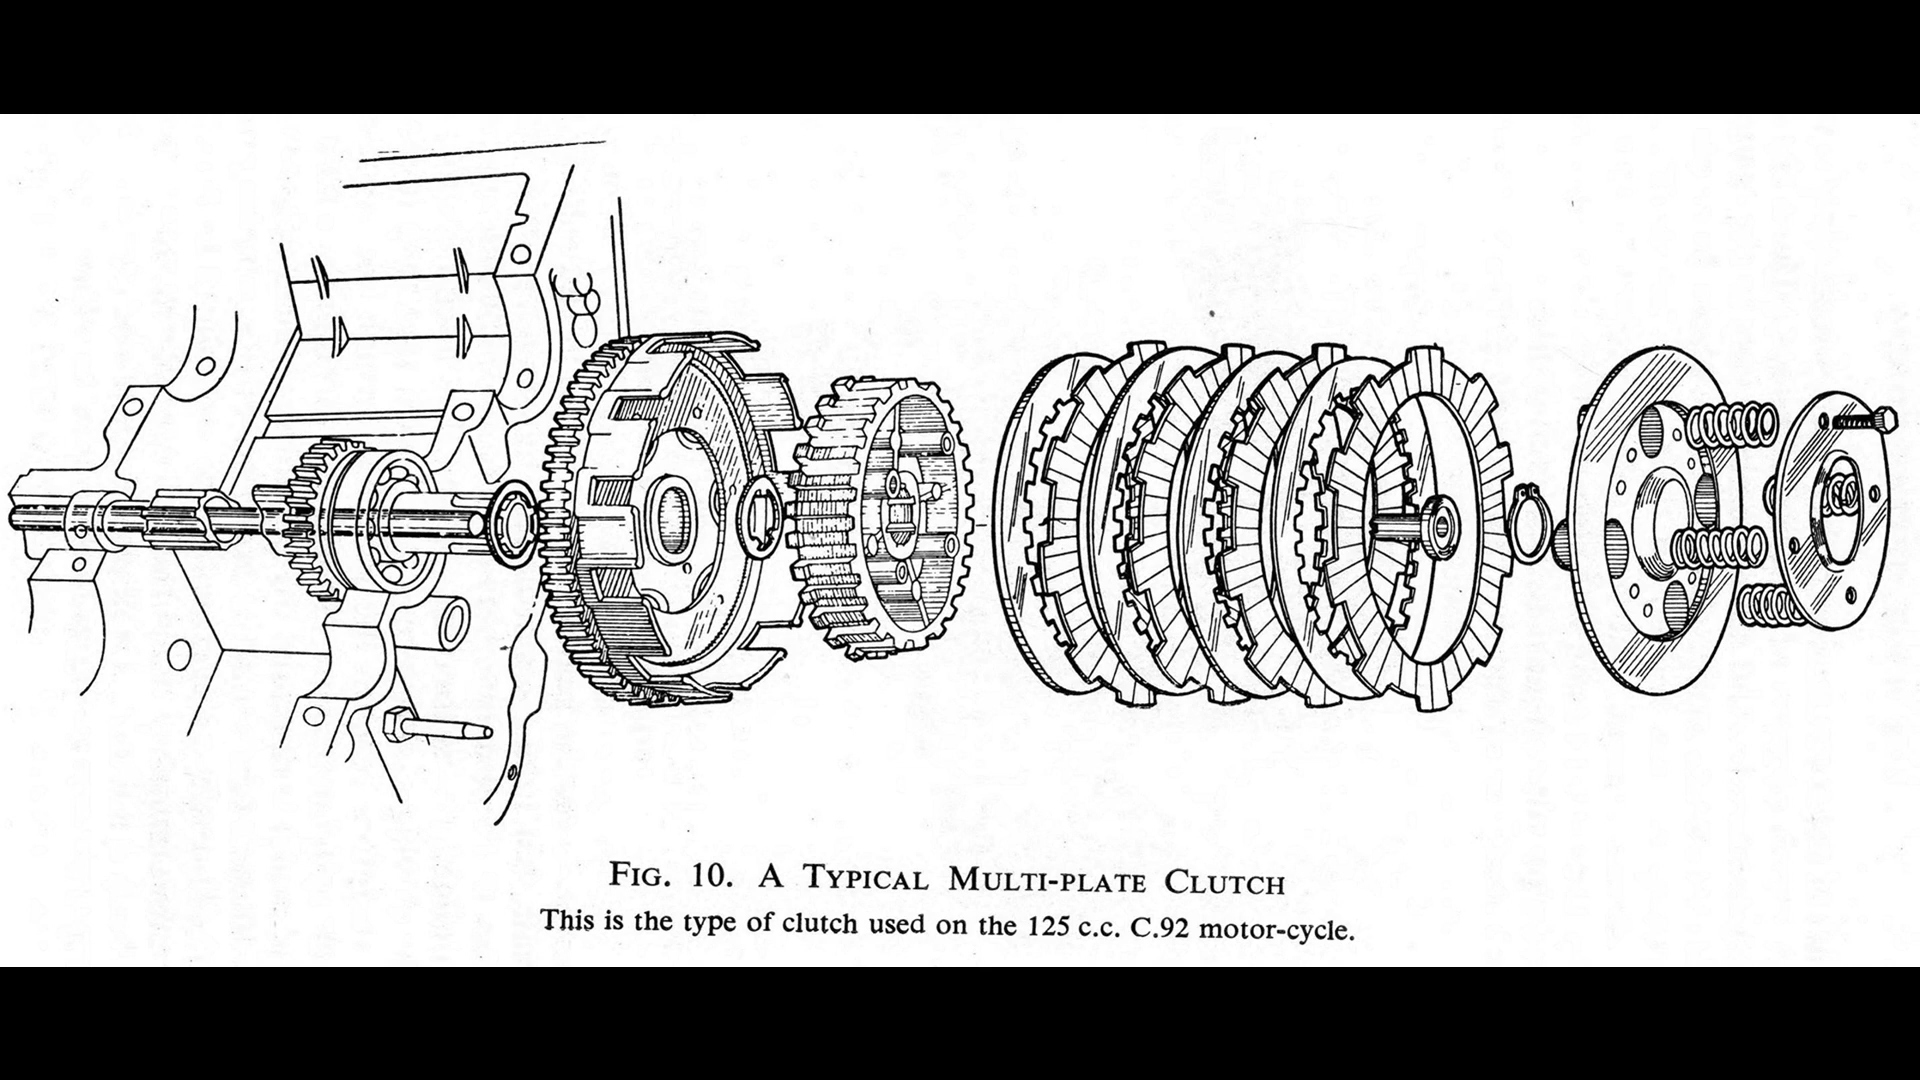 FIG. 10. A TYPICAL MULTI-PLATE CLUTCH
This is the type of clutch used on the 125 c.c. C.92 motor-cycle.